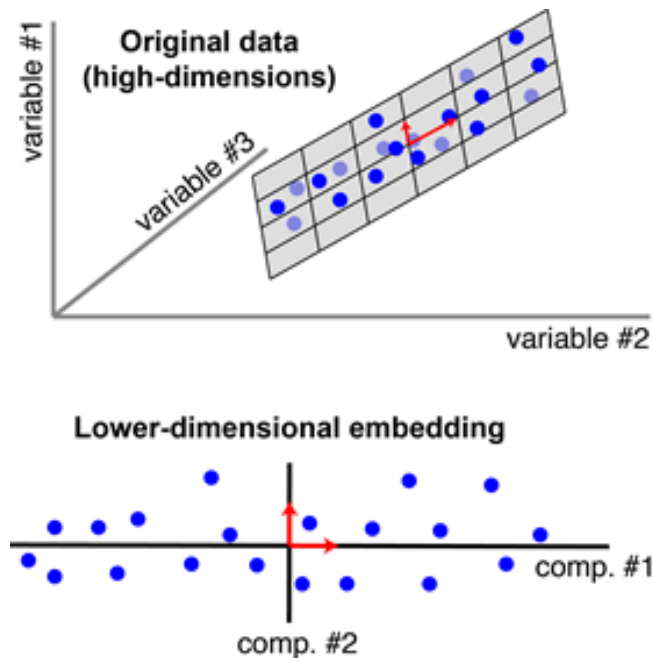 variable #1
Original data
(high-dimensions)
variable #3
variable #2
Lower-dimensional embedding
comp. #1
comp. #2